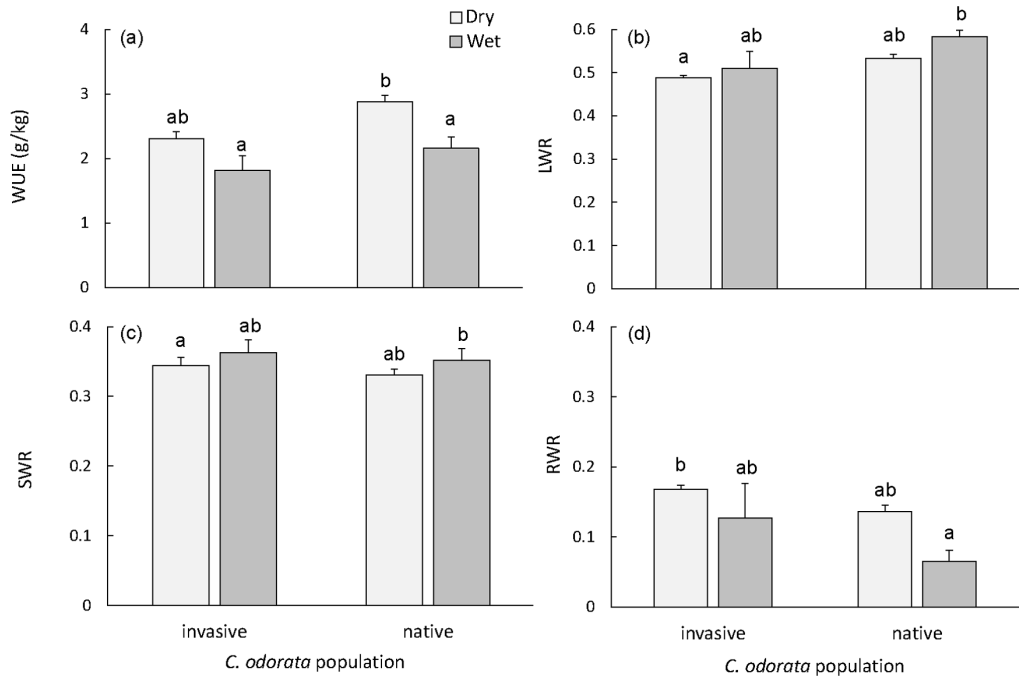 (a)
Dry
Wet
4
3
2
1
0
WUE (g/kg)
ab
a
b
a
(b)
0.6
0.5
0.4
0.3
0.2
0.1
0
LWR
a
ab
ab
b
(c)
0.4
0.3
0.2
0.1
0
SWR
a
ab
ab
b
invasive
native
C. odorata population
(d)
0.4
0.3
0.2
0.1
0
RWR
b
ab
ab
a
invasive
native
C. odorata population